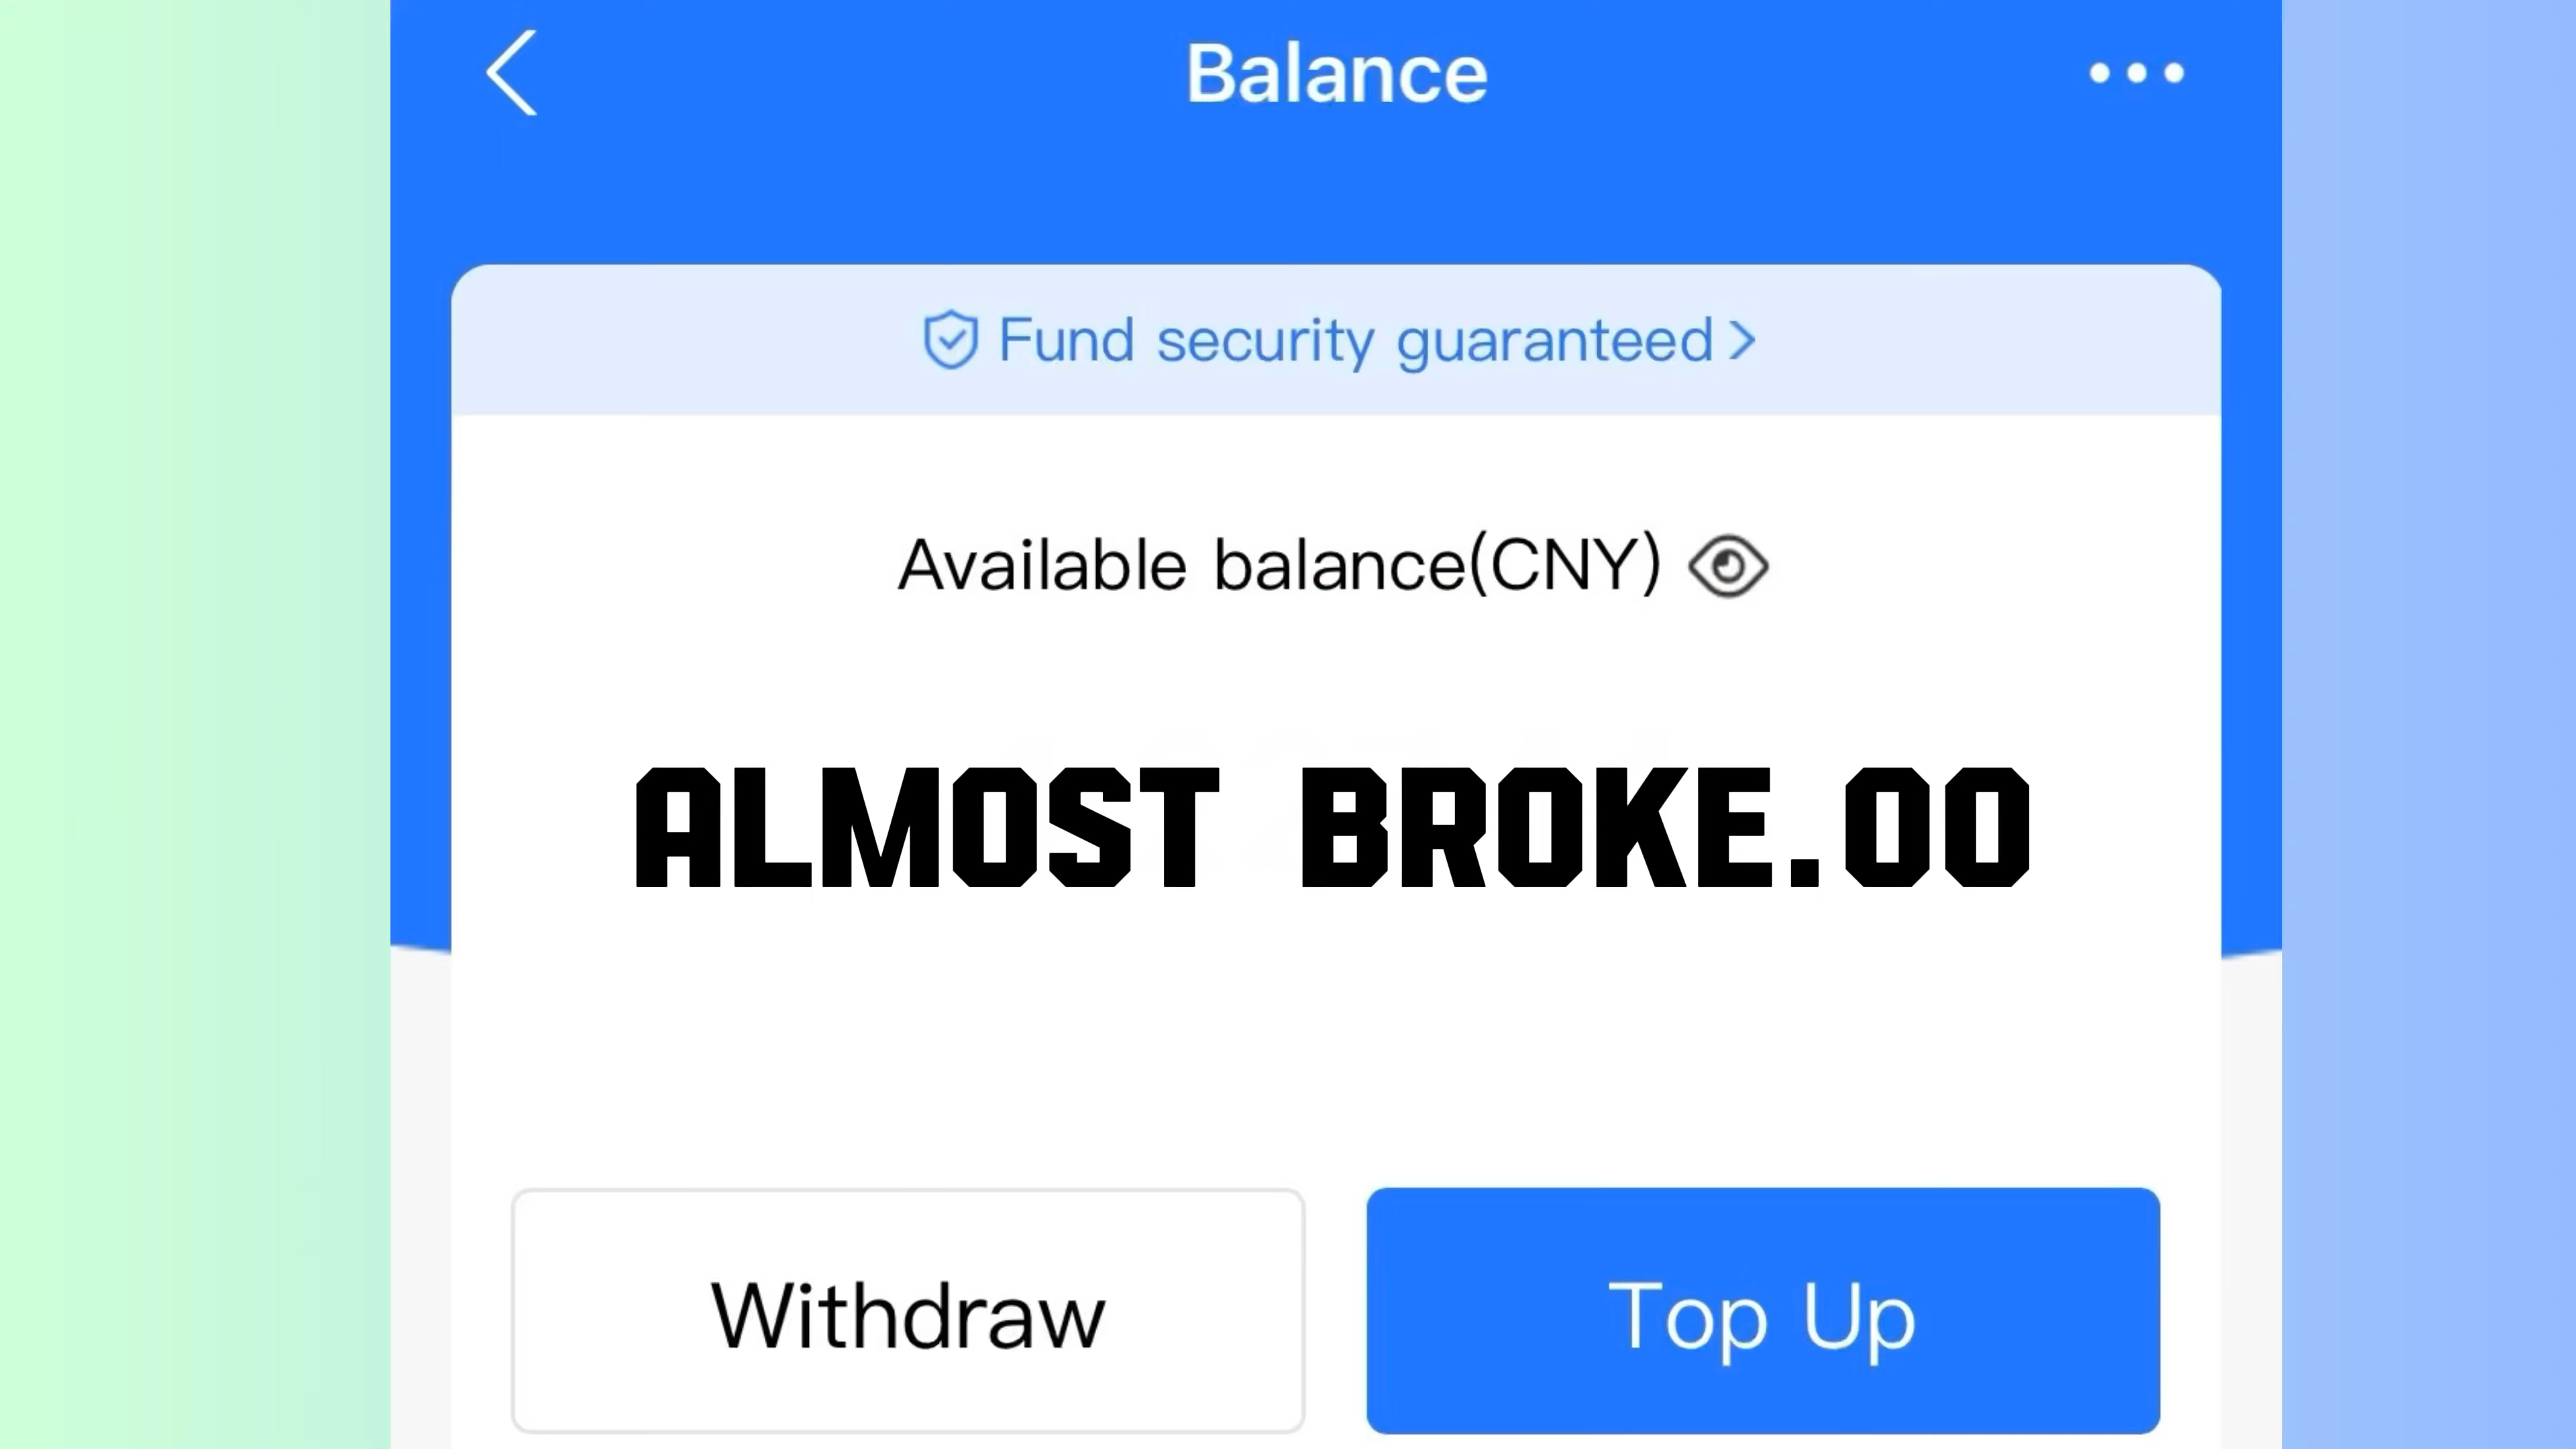 Balance
Fund security guaranteed
Available balance(CNY)
ALMOST BROKE.00
Withdraw
Top Up